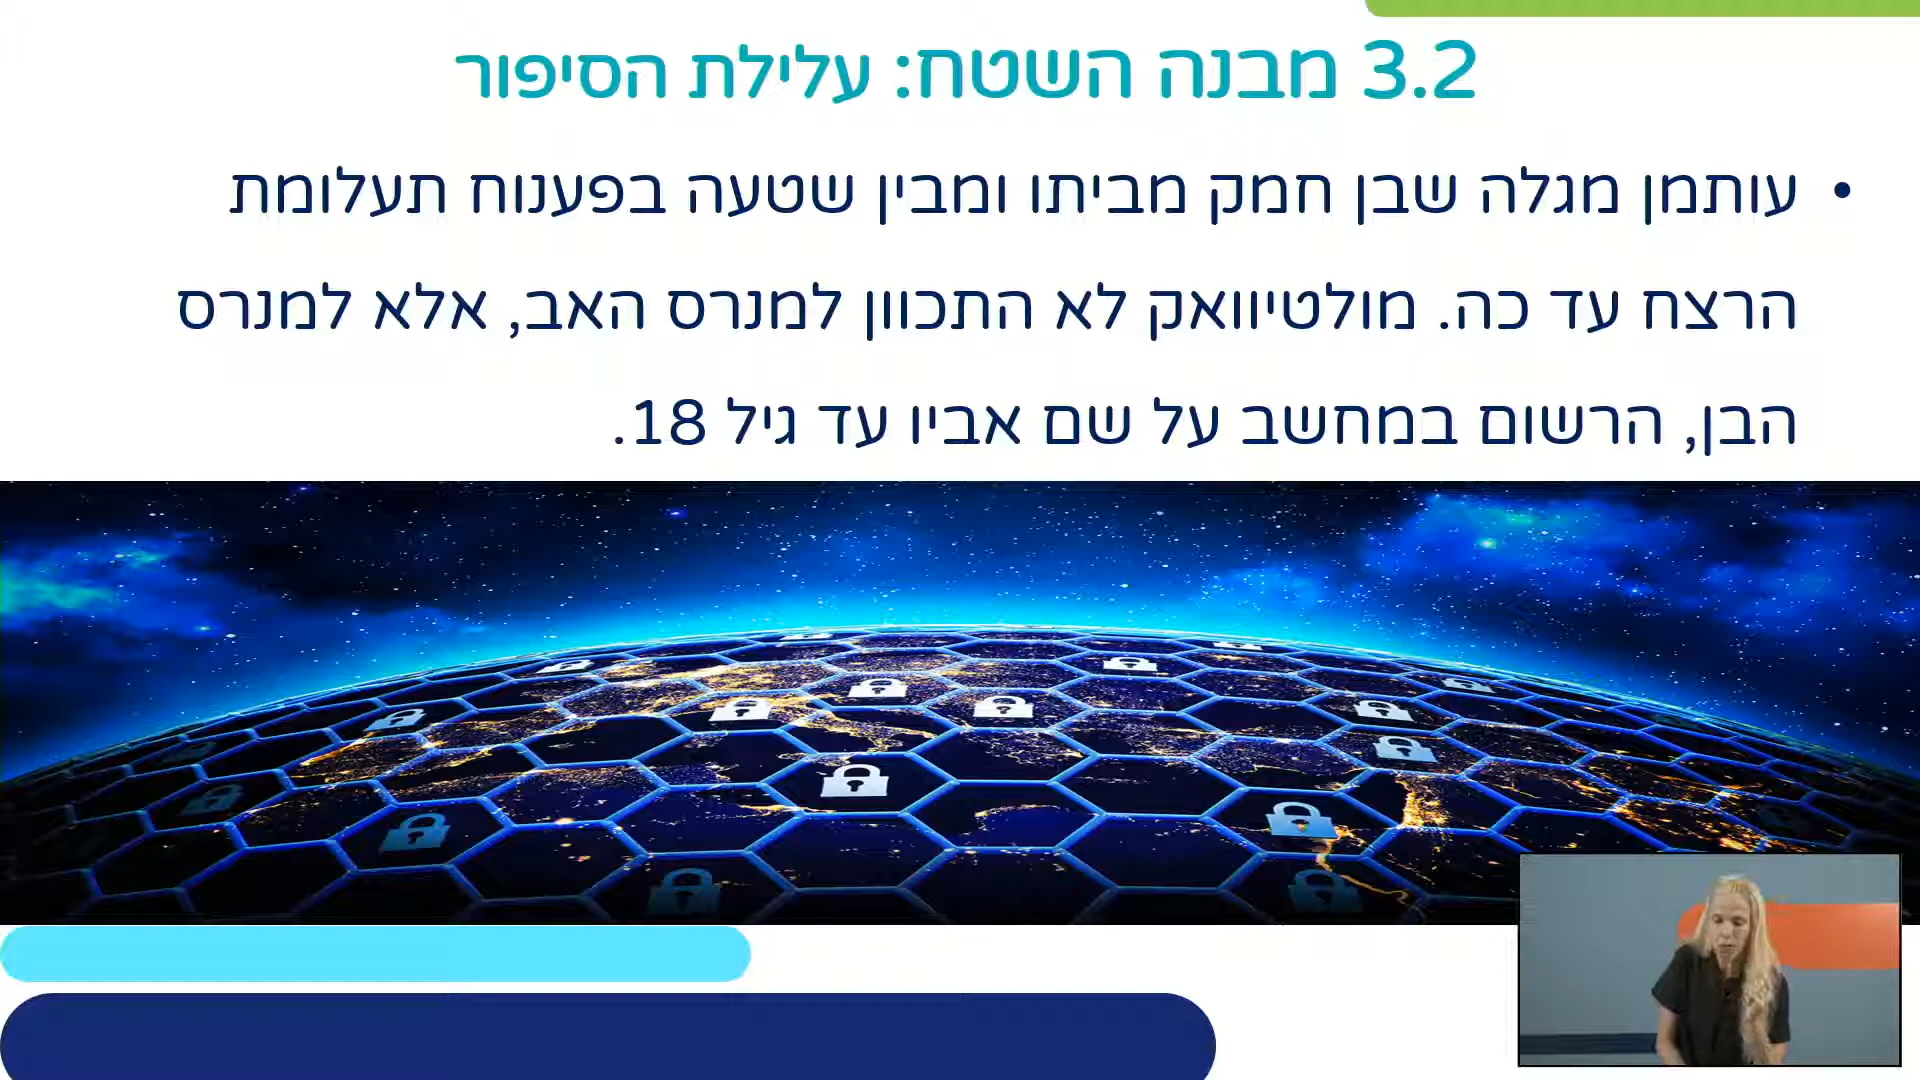 3.2 מבנה השטח: עלילת הסיפור
• עותמן מגלה שבן חמק מביתו ומבין שטעה בפענוח תעלומת
הרצח עד כה. מולטיוואק לא התכוון למנרס האב, אלא למנרס
הבן, הרשום במחשב על שם אביו עד גיל 18.